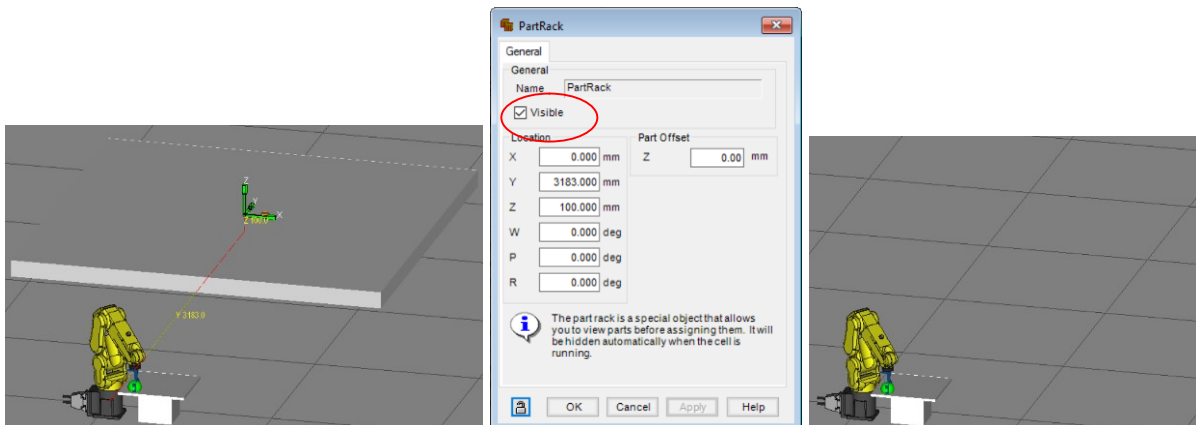 Z
Y
X
Z 100.0
Y 3183.0
PartRack
General
General
Name PartRack
Visible
Location
Part Offset
X 0.000 mm
Z 0.00 mm
Y 3183.000 mm
Z 100.000 mm
W 0.000 deg
P 0.000 deg
R 0.000 deg
The part rack is a special object that allows
you to view parts before assigning them. It will
be hidden automatically when the cell is
running.
OK Cancel Apply Help